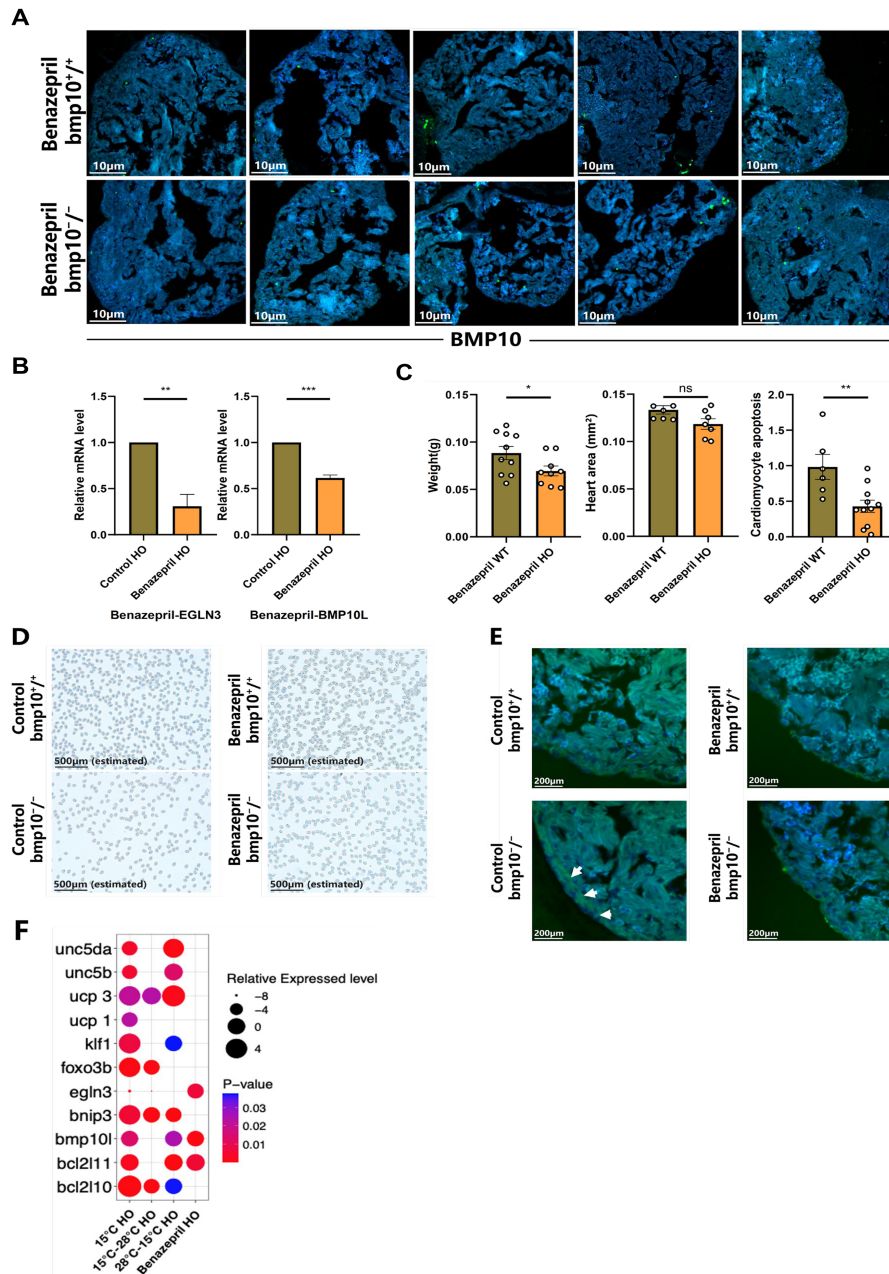 A
Benazepril
bmp10⁺/⁺
10μm
10μm
10μm
10μm
10μm
Benazepril
bmp10⁻/⁻
10μm
10μm
10μm
10μm
10μm
BMP10
B
Relative mRNA level
1.5
1.0
0.5
0.0
**
Control HO
Benazepril HO
Benazepril-EGLN3
Relative mRNA level
1.5
1.0
0.5
0.0
***
Control HO
Benazepril HO
Benazepril-BMP10L
C
Weight(g)
0.15
0.10
0.05
0.00
*
Benazepril WT
Benazepril HO
Heart area (mm²)
0.15
0.10
0.05
0.00
ns
Benazepril WT
Benazepril HO
Cardiomyocyte apoptosis
2.0
1.5
1.0
0.5
0.0
**
Benazepril WT
Benazepril HO
D
Control
bmp10⁺/⁺
500μm (estimated)
Benazepril
bmp10⁺/⁺
500μm (estimated)
Control
bmp10⁻/⁻
500μm (estimated)
Benazepril
bmp10⁻/⁻
500μm (estimated)
E
Control
bmp10⁺/⁺
200μm
Benazepril
bmp10⁺/⁺
200μm
Control
bmp10⁻/⁻
200μm
Benazepril
bmp10⁻/⁻
200μm
F
unc5da
unc5b
ucp 3
ucp 1
klf1
foxo3b
egln3
bnip3
bmp10l
bcl2l11
bcl2l10
15°C HO
15°C-28°C HO
28°C-15°C HO
Benazepril HO
Relative Expressed level
-8
-4
0
4
P-value
0.03
0.02
0.01